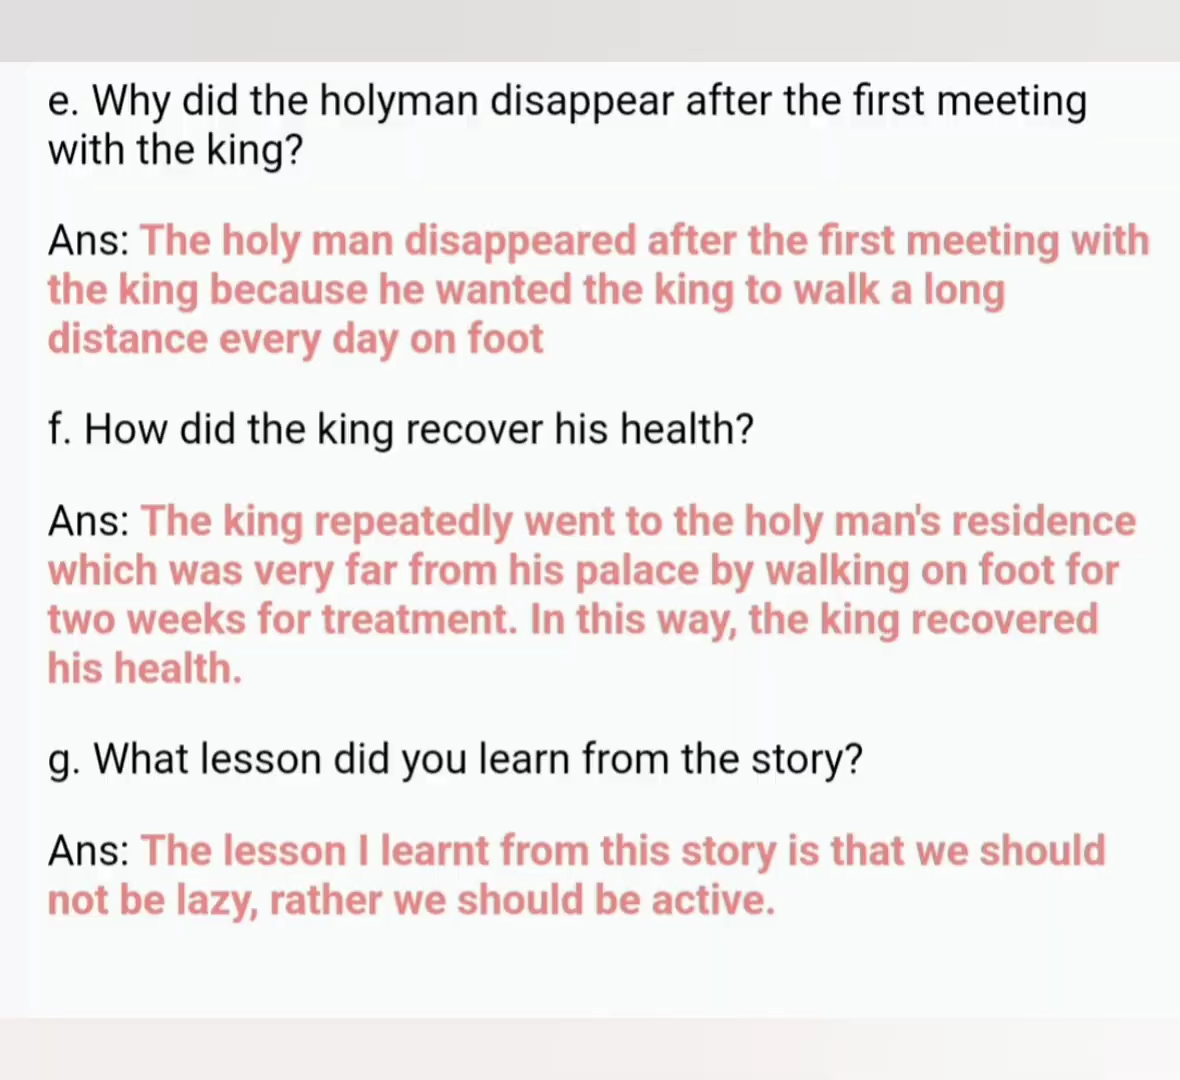 e. Why did the holyman disappear after the first meeting
with the king?
Ans: The holy man disappeared after the first meeting with
the king because he wanted the king to walk a long
distance every day on foot
f. How did the king recover his health?
Ans: The king repeatedly went to the holy man's residence
which was very far from his palace by walking on foot for
two weeks for treatment. In this way, the king recovered
his health.
g. What lesson did you learn from the story?
Ans: The lesson I learnt from this story is that we should
not be lazy, rather we should be active.